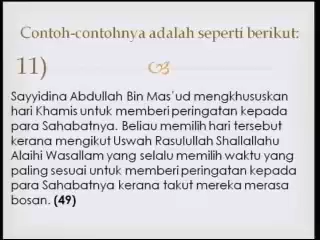 Contoh-contohnya adalah seperti berikut:
11)
Sayyidina Abdullah Bin Mas`ud mengkhususkan
hari Khamis untuk memberi peringatan kepada
para Sahabatnya. Beliau memilih hari tersebut
kerana mengikut Uswah Rasulullah Shallallahu
Alaihi Wasallam yang selalu memilih waktu yang
paling sesuai untuk memberi peringatan kepada
para Sahabatnya kerana takut mereka merasa
bosan. (49)